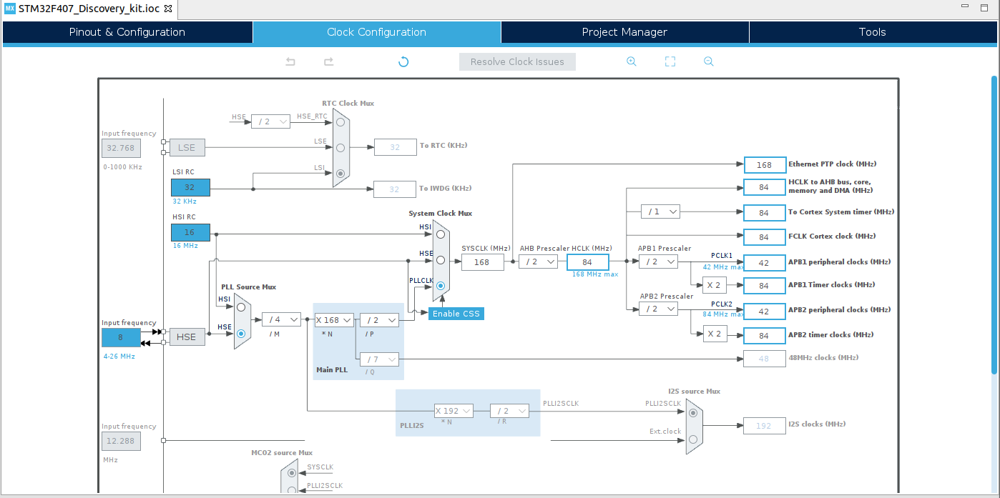 MX STM32F407_Discovery_kit.ioc
Pinout & Configuration
Clock Configuration
Project Manager
Tools
Resolve Clock Issues
RTC Clock Mux
HSE
/ 2
HSE_RTC
Input frequency
32.768
0-1000 KHz
LSE
LSE
32
To RTC (KHz)
LSI RC
32
32 KHz
LSI
32
To IWDG (KHz)
HSI RC
16
16 MHz
System Clock Mux
HSI
HSE
PLLCLK
SYSCLK (MHz)
168
AHB Prescaler
/ 2
HCLK (MHz)
84
168 MHz max
168
Ethernet PTP clock (MHz)
84
HCLK to AHB bus, core,
memory and DMA (MHz)
/ 1
84
To Cortex System timer (MHz)
84
FCLK Cortex clock (MHz)
APB1 Prescaler
/ 2
PCLK1
42 MHz max
42
APB1 peripheral clocks (MHz)
X 2
84
APB1 Timer clocks (MHz)
APB2 Prescaler
/ 2
PCLK2
84 MHz max
42
APB2 peripheral clocks (MHz)
X 2
84
APB2 timer clocks (MHz)
48
48MHz clocks (MHz)
Enable CSS
PLL Source Mux
HSI
HSE
Input frequency
8
4-26 MHz
HSE
/ 4
/ M
X 168
* N
/ 2
/ P
/ 7
/ Q
Main PLL
X 192
* N
/ 2
/ R
PLLI2S
PLLI2SCLK
I2S source Mux
PLLI2SCLK
Ext.clock
192
I2S clocks (MHz)
Input frequency
12.288
MHz
MCO2 source Mux
SYSCLK
PLLI2SCLK